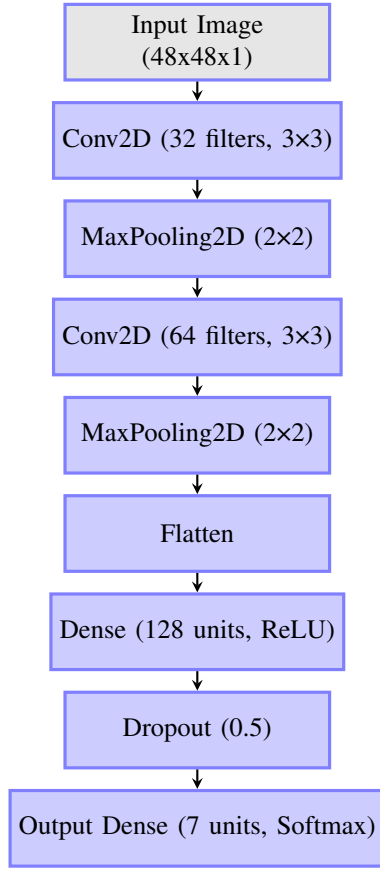 Input Image
(48x48x1)
Conv2D (32 filters, 3×3)
MaxPooling2D (2×2)
Conv2D (64 filters, 3×3)
MaxPooling2D (2×2)
Flatten
Dense (128 units, ReLU)
Dropout (0.5)
Output Dense (7 units, Softmax)